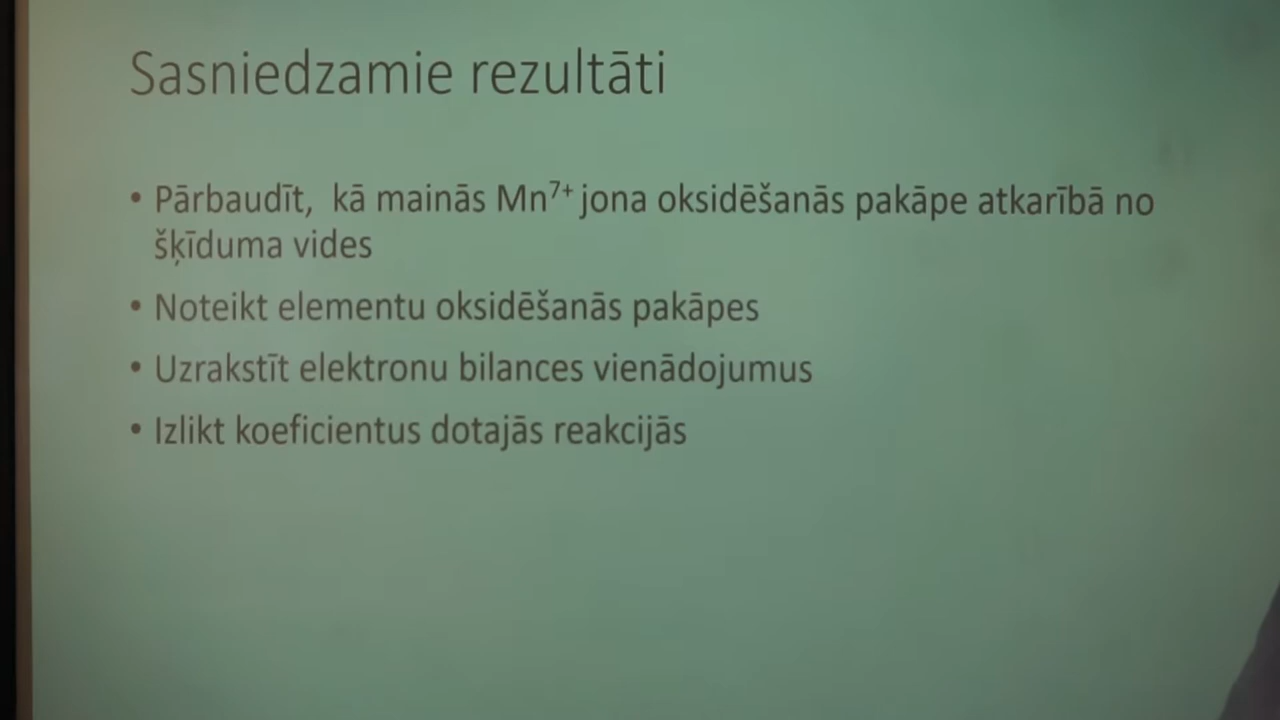 Sasniedzamie rezultāti
• Pārbaudīt, kā mainās Mn⁷⁺ jona oksidēšanās pakāpe atkarībā no
šķīduma vides
• Noteikt elementu oksidēšanās pakāpes
• Uzrakstīt elektronu bilances vienādojumus
• Izlikt koeficientus dotajās reakcijās